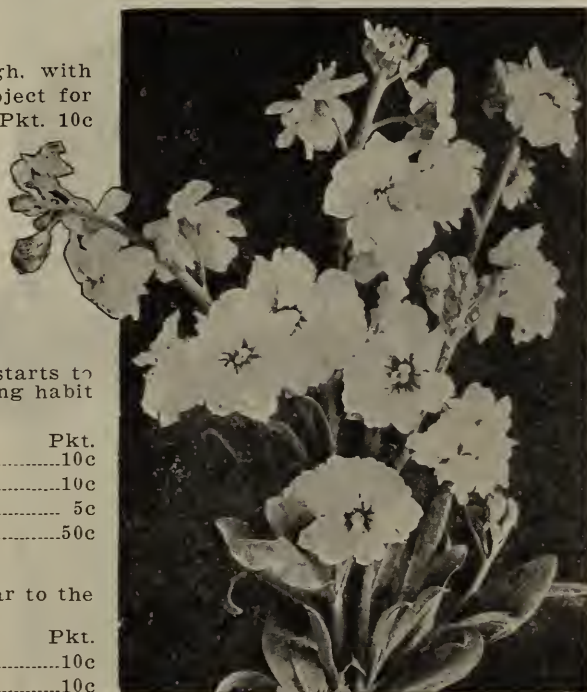 gh. with
ject for
Pkt. 10c
starts to
ng habit
Pkt.
10c
10c
5c
50c
ar to the
Pkt.
10c
10c